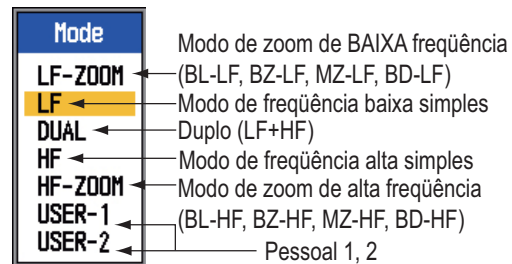 Mode
LF-ZOOM
LF
DUAL
HF
HF-ZOOM
USER-1
USER-2
Modo de zoom de BAIXA freqüência
(BL-LF, BZ-LF, MZ-LF, BD-LF)
Modo de freqüência baixa simples
Duplo (LF+HF)
Modo de freqüência alta simples
Modo de zoom de alta freqüência
(BL-HF, BZ-HF, MZ-HF, BD-HF)
Pessoal 1, 2